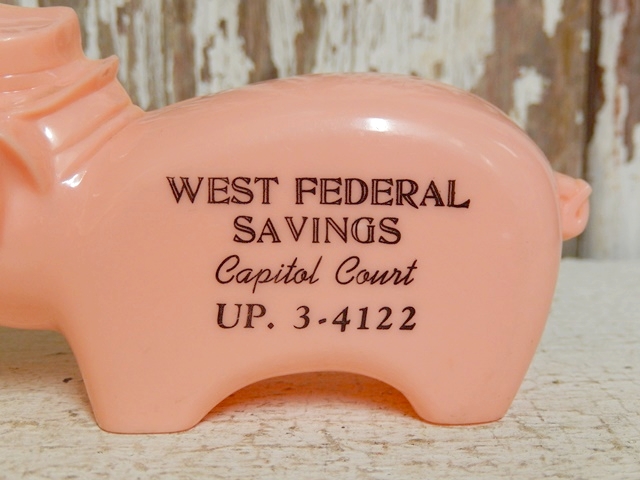 WEST FEDERAL
SAVINGS
Capitol Court
UP. 3-4122